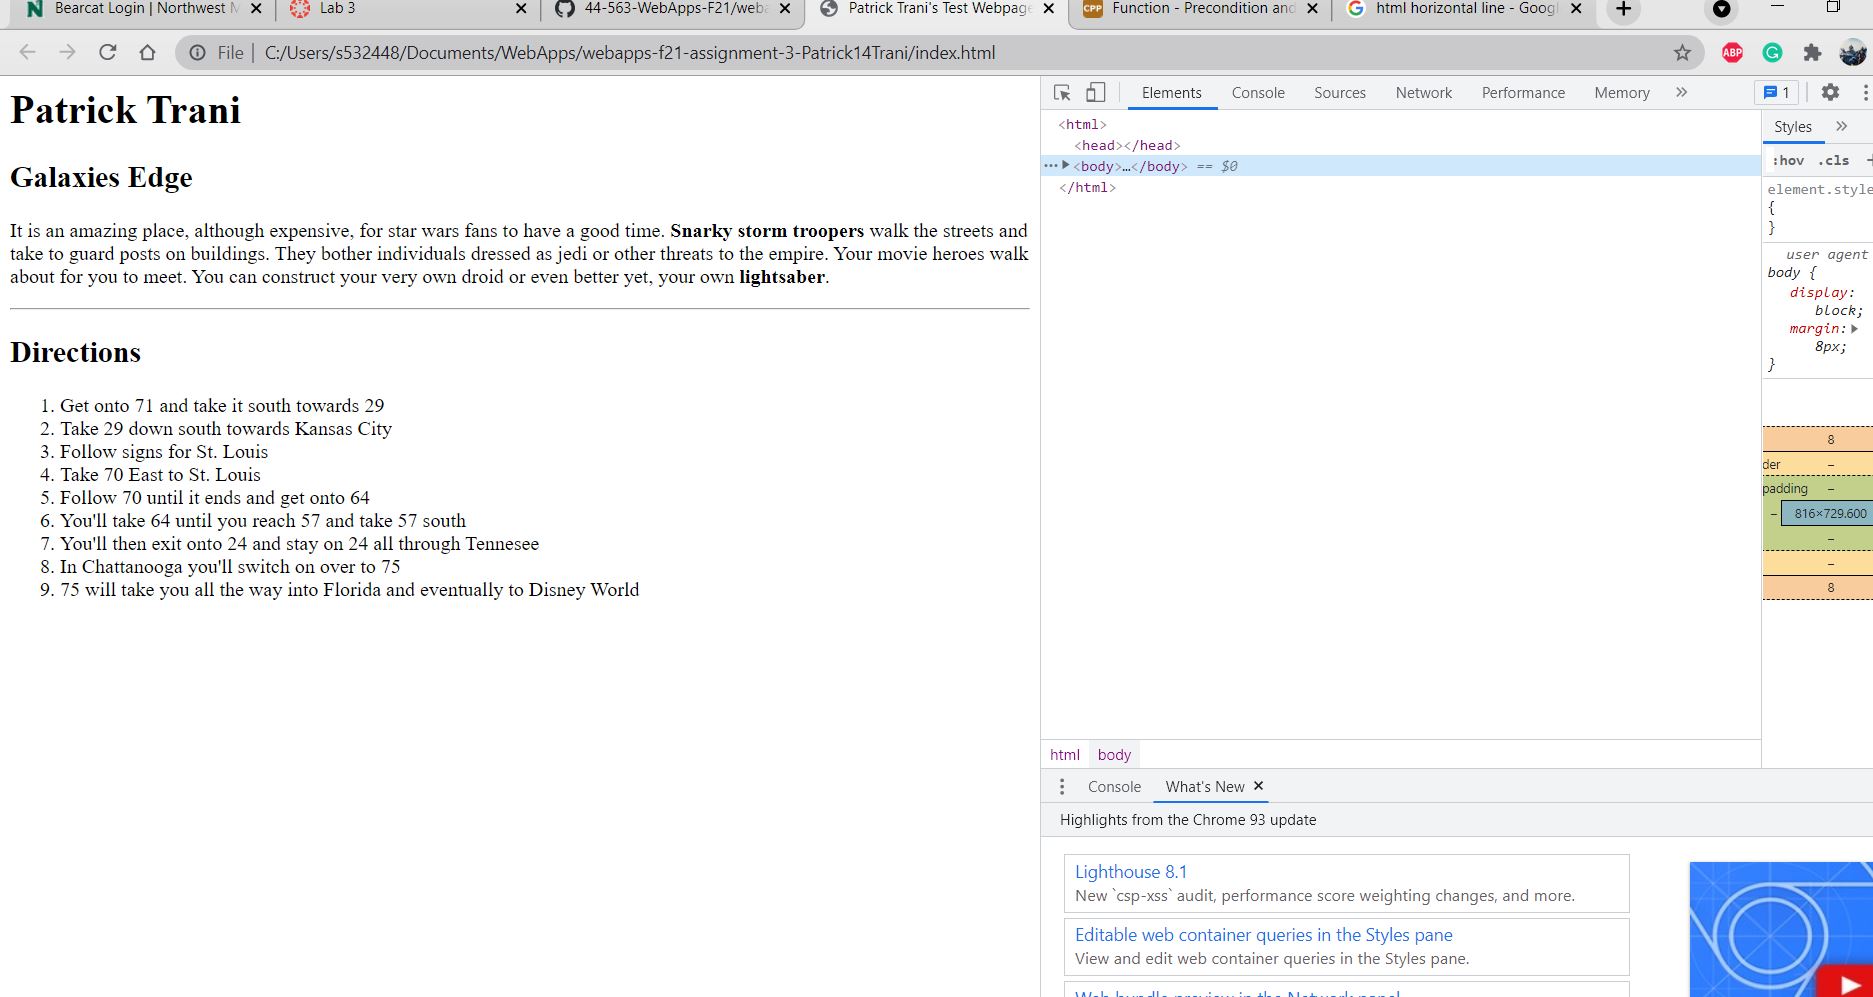 Bearcat Login | Northwest M
Lab 3
44-563-WebApps-F21/weba
Patrick Trani's Test Webpage
CPP Function - Precondition and
html horizontal line - Googl
File | C:/Users/s532448/Documents/WebApps/webapps-f21-assignment-3-Patrick14Trani/index.html
ABP
Patrick Trani
Galaxies Edge
It is an amazing place, although expensive, for star wars fans to have a good time. Snarky storm troopers walk the streets and
take to guard posts on buildings. They bother individuals dressed as jedi or other threats to the empire. Your movie heroes walk
about for you to meet. You can construct your very own droid or even better yet, your own lightsaber.
Directions
1. Get onto 71 and take it south towards 29
2. Take 29 down south towards Kansas City
3. Follow signs for St. Louis
4. Take 70 East to St. Louis
5. Follow 70 until it ends and get onto 64
6. You'll take 64 until you reach 57 and take 57 south
7. You'll then exit onto 24 and stay on 24 all through Tennesee
8. In Chattanooga you'll switch on over to 75
9. 75 will take you all the way into Florida and eventually to Disney World
Elements Console Sources Network Performance Memory » 1
<html>
<head></head>
<body>…</body> == $0
</html>
html body
Styles »
:hov .cls +
element.style
{
}
user agent
body {
display:
block;
margin:
8px;
}
8
der –
padding –
– 816×729.600
–
–
8
Console What's New
Highlights from the Chrome 93 update
Lighthouse 8.1
New `csp-xss` audit, performance score weighting changes, and more.
Editable web container queries in the Styles pane
View and edit web container queries in the Styles pane.
Web bundle preview in the Network panel